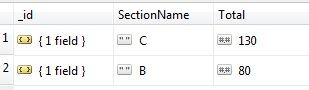 _id SectionName Total
1 { 1 field } " " C #.# 130
2 { 1 field } " " B #.# 80